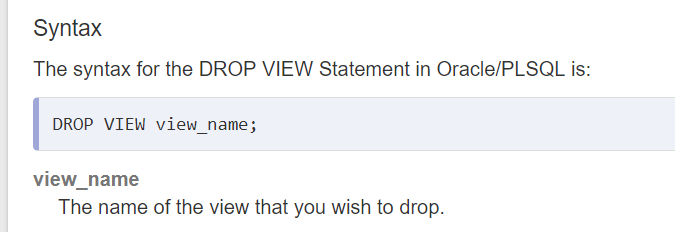 Syntax
The syntax for the DROP VIEW Statement in Oracle/PLSQL is:
DROP VIEW view_name;
view_name
The name of the view that you wish to drop.